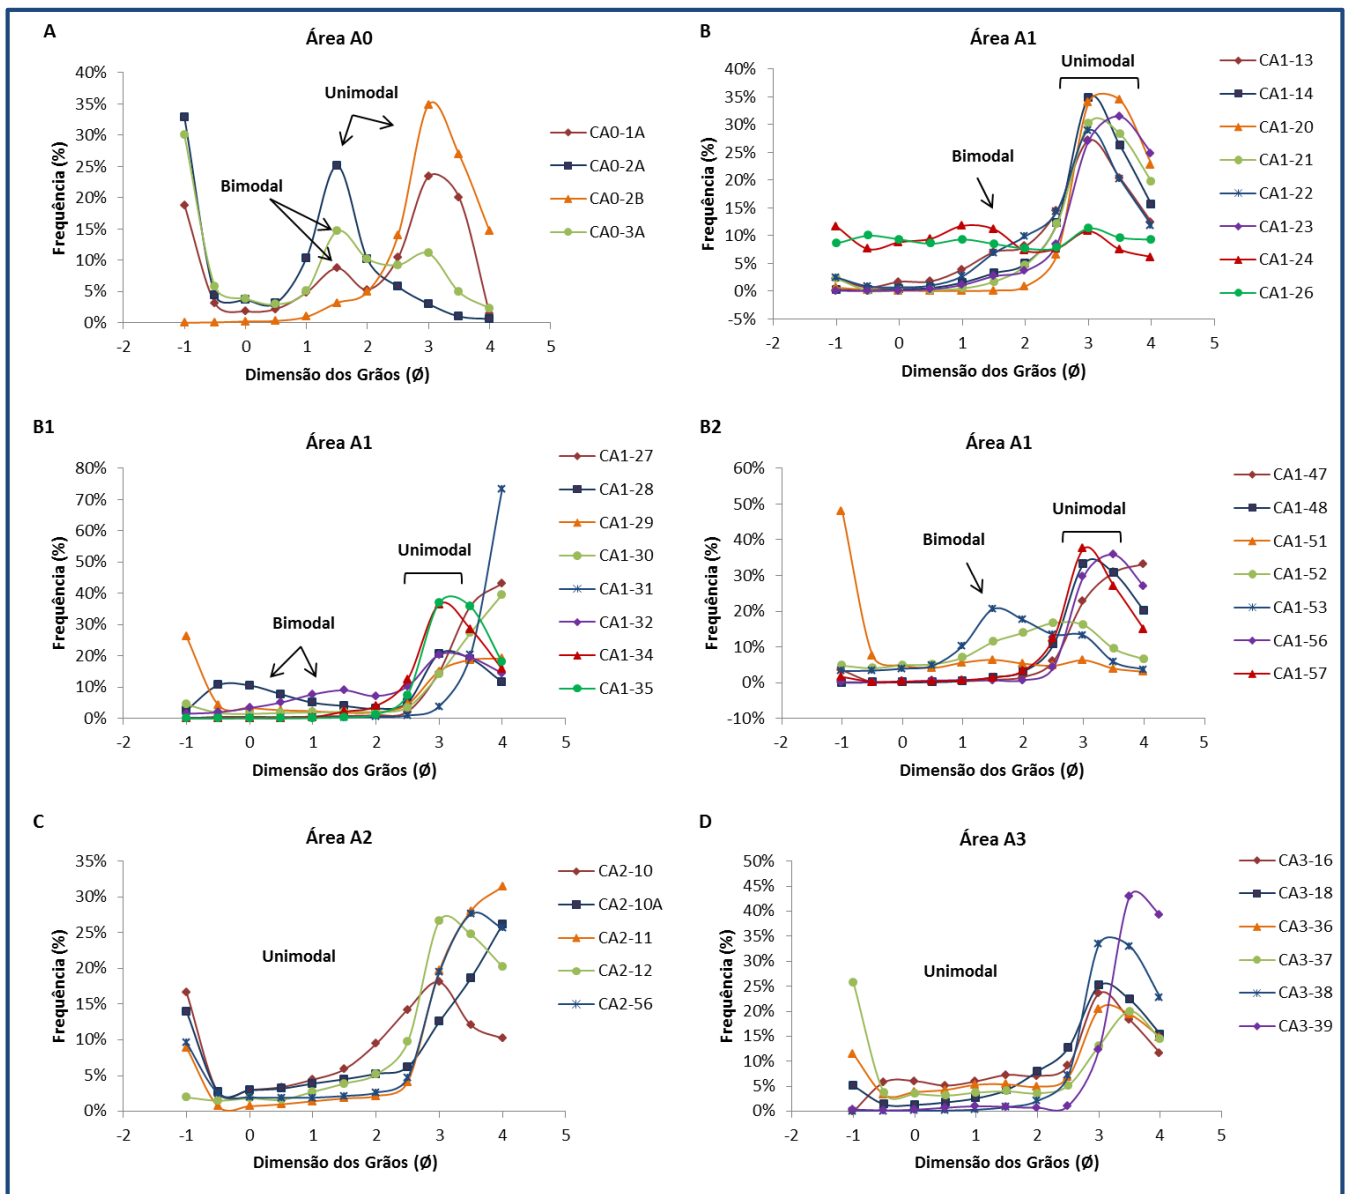 A
Área A0
Frequência (%)
40%
35%
30%
25%
20%
15%
10%
5%
0%
-2 -1 0 1 2 3 4 5
Dimensão dos Grãos (Ø)
Unimodal
Bimodal
CA0-1A
CA0-2A
CA0-2B
CA0-3A
B
Área A1
Frequência (%)
40%
35%
30%
25%
20%
15%
10%
5%
0%
-5%
-2 -1 0 1 2 3 4 5
Dimensão dos Grãos (Ø)
Unimodal
Bimodal
CA1-13
CA1-14
CA1-20
CA1-21
CA1-22
CA1-23
CA1-24
CA1-26
B1
Área A1
Frequência (%)
80%
70%
60%
50%
40%
30%
20%
10%
0%
-2 -1 0 1 2 3 4 5
Dimensão dos Grãos (Ø)
Unimodal
Bimodal
CA1-27
CA1-28
CA1-29
CA1-30
CA1-31
CA1-32
CA1-34
CA1-35
B2
Área A1
Frequência (%)
60%
50%
40%
30%
20%
10%
0%
-10%
-2 -1 0 1 2 3 4 5
Dimensão dos Grãos (Ø)
Unimodal
Bimodal
CA1-47
CA1-48
CA1-51
CA1-52
CA1-53
CA1-56
CA1-57
C
Área A2
Frequência (%)
35%
30%
25%
20%
15%
10%
5%
0%
-2 -1 0 1 2 3 4 5
Dimensão dos Grãos (Ø)
Unimodal
CA2-10
CA2-10A
CA2-11
CA2-12
CA2-56
D
Área A3
Frequência (%)
50%
45%
40%
35%
30%
25%
20%
15%
10%
5%
0%
-2 -1 0 1 2 3 4 5
Dimensão dos Grãos (Ø)
Unimodal
CA3-16
CA3-18
CA3-36
CA3-37
CA3-38
CA3-39